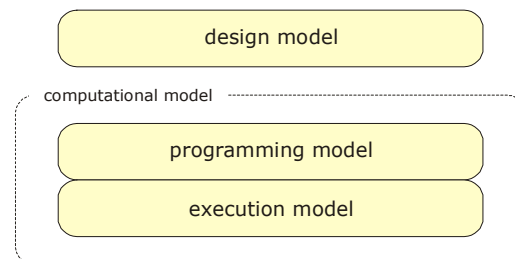 design model
computational model
programming model
execution model